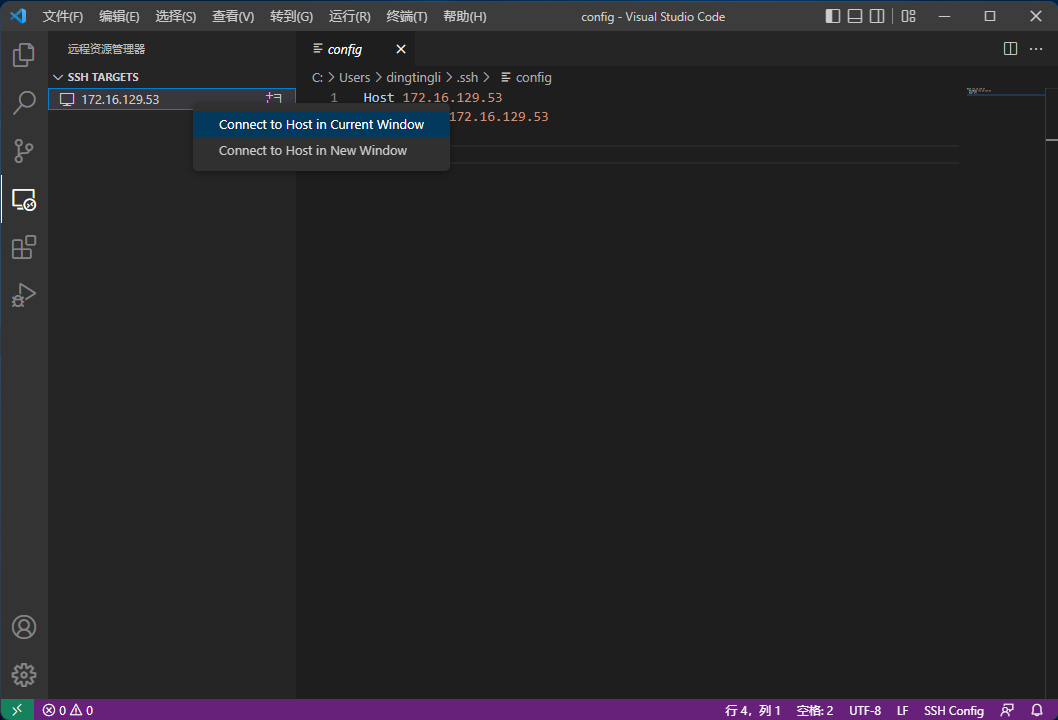 文件(F) 编辑(E) 选择(S) 查看(V) 转到(G) 运行(R) 终端(T) 帮助(H) config - Visual Studio Code
远程资源管理器
config
SSH TARGETS
C: > Users > dingtingli > .ssh > config
172.16.129.53
1 Host 172.16.129.53
172.16.129.53
Connect to Host in Current Window
Connect to Host in New Window
0 0 行 4，列 1 空格: 2 UTF-8 LF SSH Config